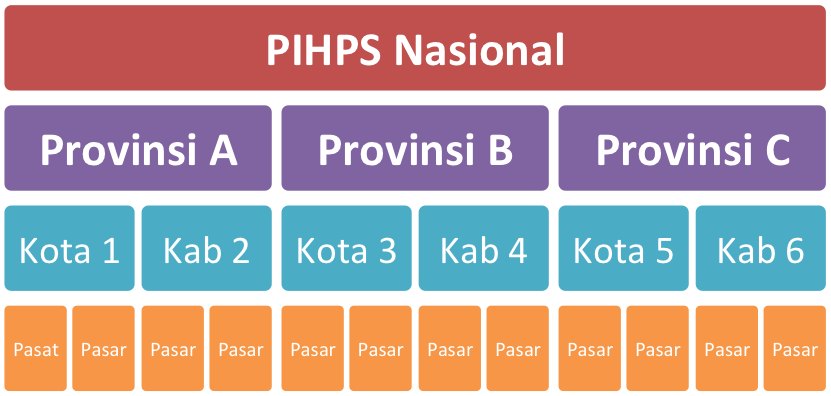 PIHPS Nasional
Provinsi A Provinsi B Provinsi C
Kota 1 Kab 2 Kota 3 Kab 4 Kota 5 Kab 6
Pasat Pasar Pasar Pasar Pasar Pasar Pasar Pasar Pasar Pasar Pasar Pasar